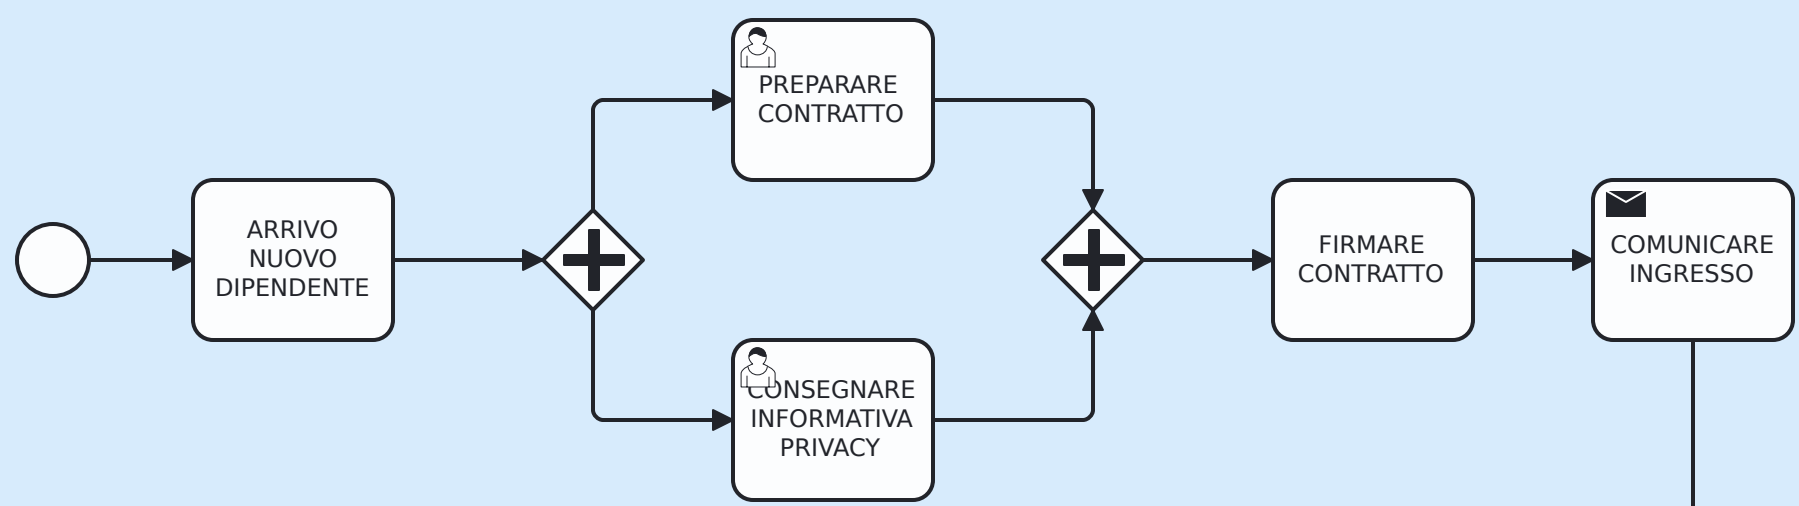 ARRIVO
NUOVO
DIPENDENTE
PREPARARE
CONTRATTO
CONSEGNARE
INFORMATIVA
PRIVACY
FIRMARE
CONTRATTO
COMUNICARE
INGRESSO